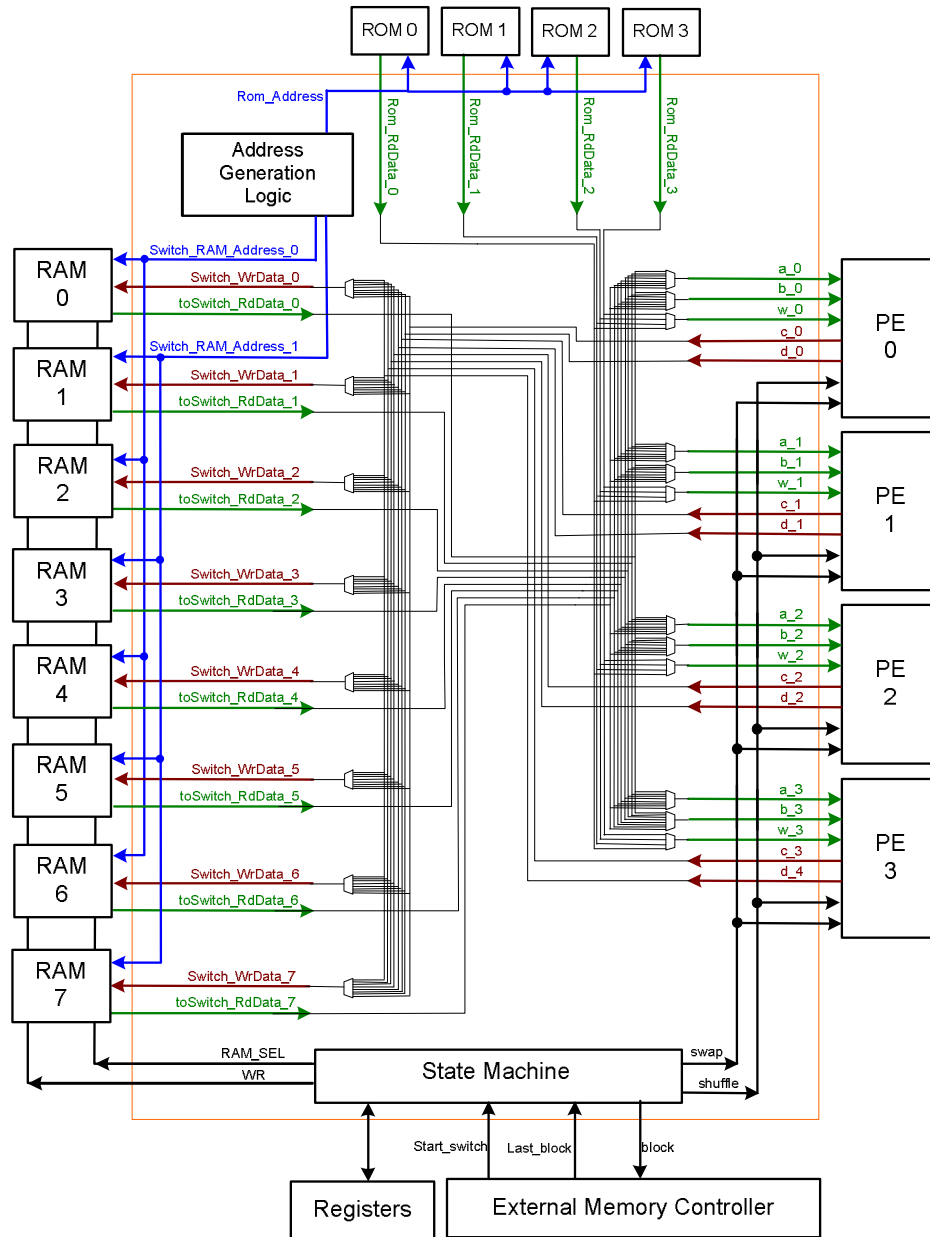 ROM 0
ROM 1
ROM 2
ROM 3
Rom_Address
Rom_RdData_0
Rom_RdData_1
Rom_RdData_2
Rom_RdData_3
Address
Generation
Logic
RAM
0
Switch_RAM_Address_0
Switch_WrData_0
toSwitch_RdData_0
RAM
1
Switch_RAM_Address_1
Switch_WrData_1
toSwitch_RdData_1
RAM
2
Switch_WrData_2
toSwitch_RdData_2
RAM
3
Switch_WrData_3
toSwitch_RdData_3
RAM
4
Switch_WrData_4
toSwitch_RdData_4
RAM
5
Switch_WrData_5
toSwitch_RdData_5
RAM
6
Switch_WrData_6
toSwitch_RdData_6
RAM
7
Switch_WrData_7
toSwitch_RdData_7
a_0
b_0
w_0
c_0
d_0
PE
0
a_1
b_1
w_1
c_1
d_1
PE
1
a_2
b_2
w_2
c_2
d_2
PE
2
a_3
b_3
w_3
c_3
d_4
PE
3
RAM_SEL
WR
State Machine
swap
shuffle
Start_switch
Last_block
block
Registers
External Memory Controller